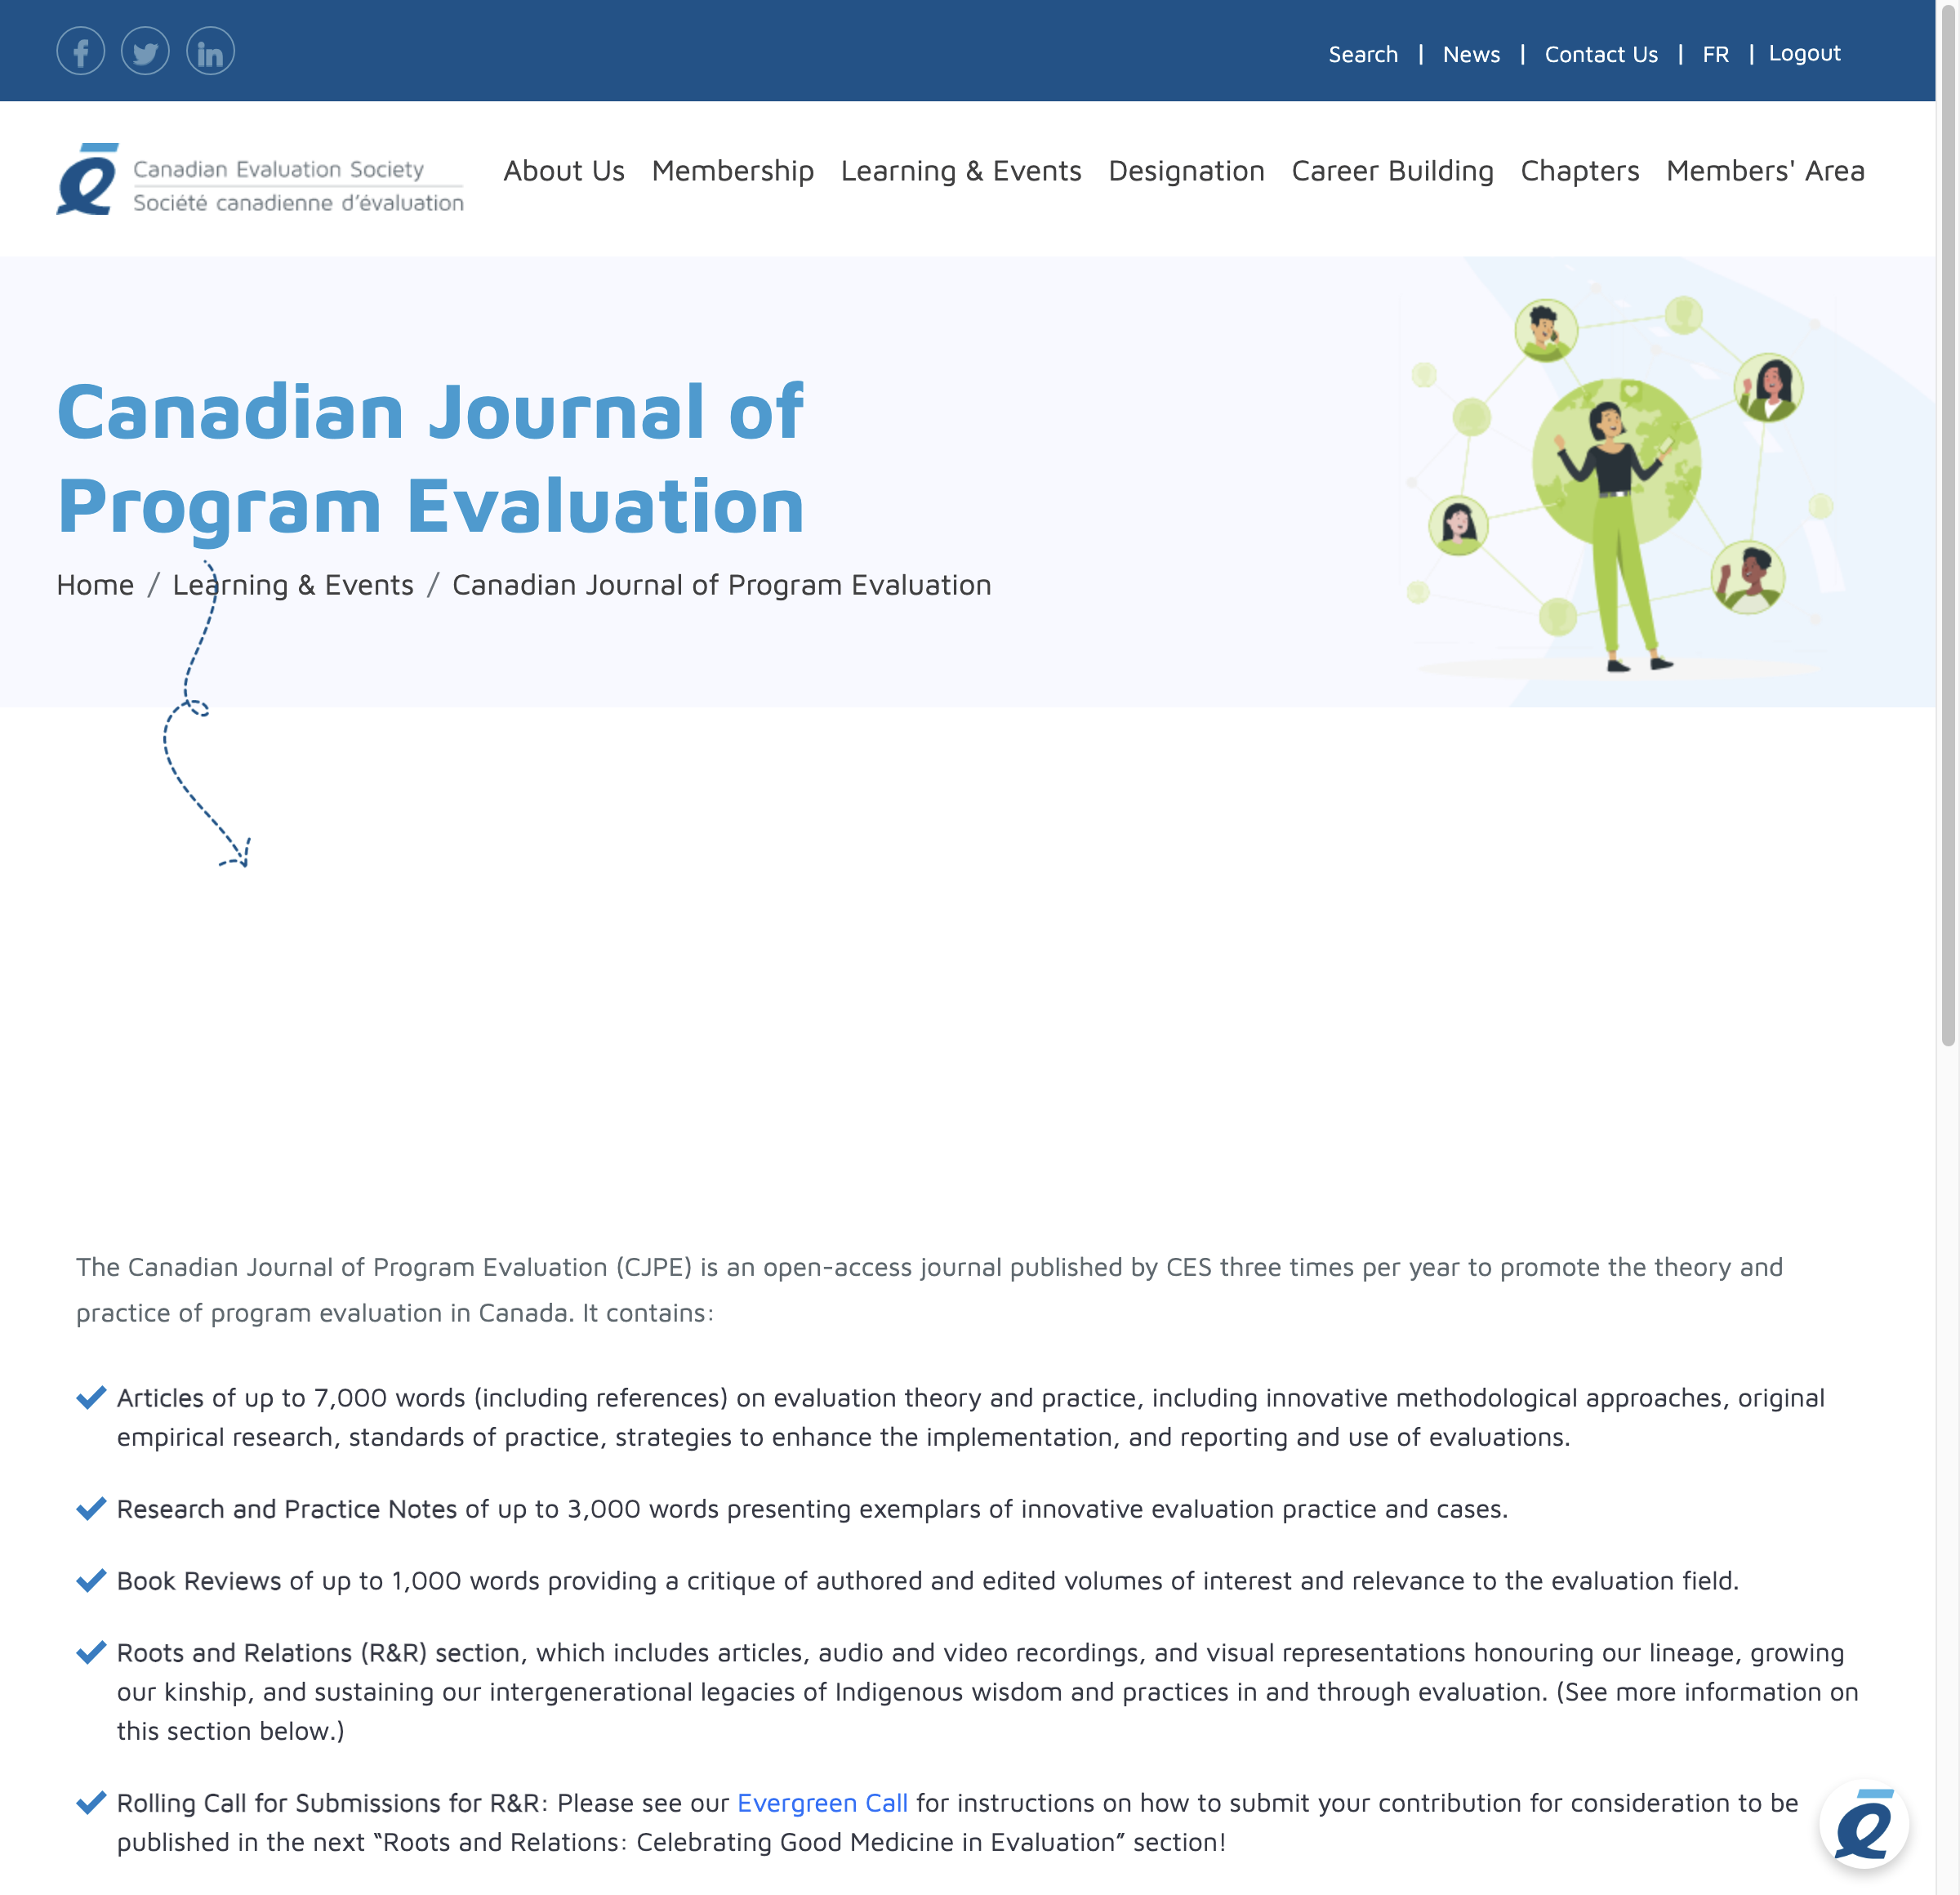 Search | News | Contact Us | FR | Logout
Canadian Evaluation Society
Société canadienne d'évaluation
About Us Membership Learning & Events Designation Career Building Chapters Members' Area
Canadian Journal of
Program Evaluation
Home / Learning & Events / Canadian Journal of Program Evaluation
The Canadian Journal of Program Evaluation (CJPE) is an open-access journal published by CES three times per year to promote the theory and
practice of program evaluation in Canada. It contains:
Articles of up to 7,000 words (including references) on evaluation theory and practice, including innovative methodological approaches, original
empirical research, standards of practice, strategies to enhance the implementation, and reporting and use of evaluations.
Research and Practice Notes of up to 3,000 words presenting exemplars of innovative evaluation practice and cases.
Book Reviews of up to 1,000 words providing a critique of authored and edited volumes of interest and relevance to the evaluation field.
Roots and Relations (R&R) section, which includes articles, audio and video recordings, and visual representations honouring our lineage, growing
our kinship, and sustaining our intergenerational legacies of Indigenous wisdom and practices in and through evaluation. (See more information on
this section below.)
Rolling Call for Submissions for R&R: Please see our Evergreen Call for instructions on how to submit your contribution for consideration to be
published in the next “Roots and Relations: Celebrating Good Medicine in Evaluation” section!